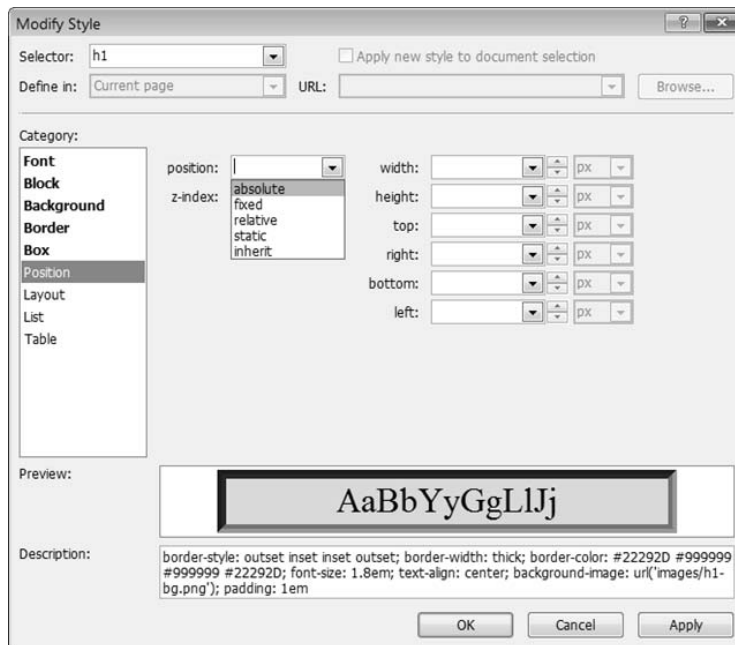 Modify Style
Selector: h1 Apply new style to document selection
Define in: Current page URL: Browse...
Category:
Font
Block
Background
Border
Box
Position
Layout
List
Table
position: width: px
z-index: absolute height: px
fixed
relative top: px
static
inherit right: px
bottom: px
left: px
Preview:
AaBbYyGgLlJj
Description:
border-style: outset inset inset outset; border-width: thick; border-color: #22292D #999999
#999999 #22292D; font-size: 1.8em; text-align: center; background-image: url('images/h1-
bg.png'); padding: 1em
OK Cancel Apply